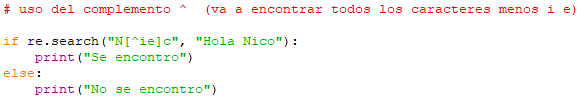 # uso del complemento ^  (va a encontrar todos los caracteres menos i e)
if re.search("N[^ie]c", "Hola Nico"):
    print("Se encontro")
else:
    print("No se encontro")